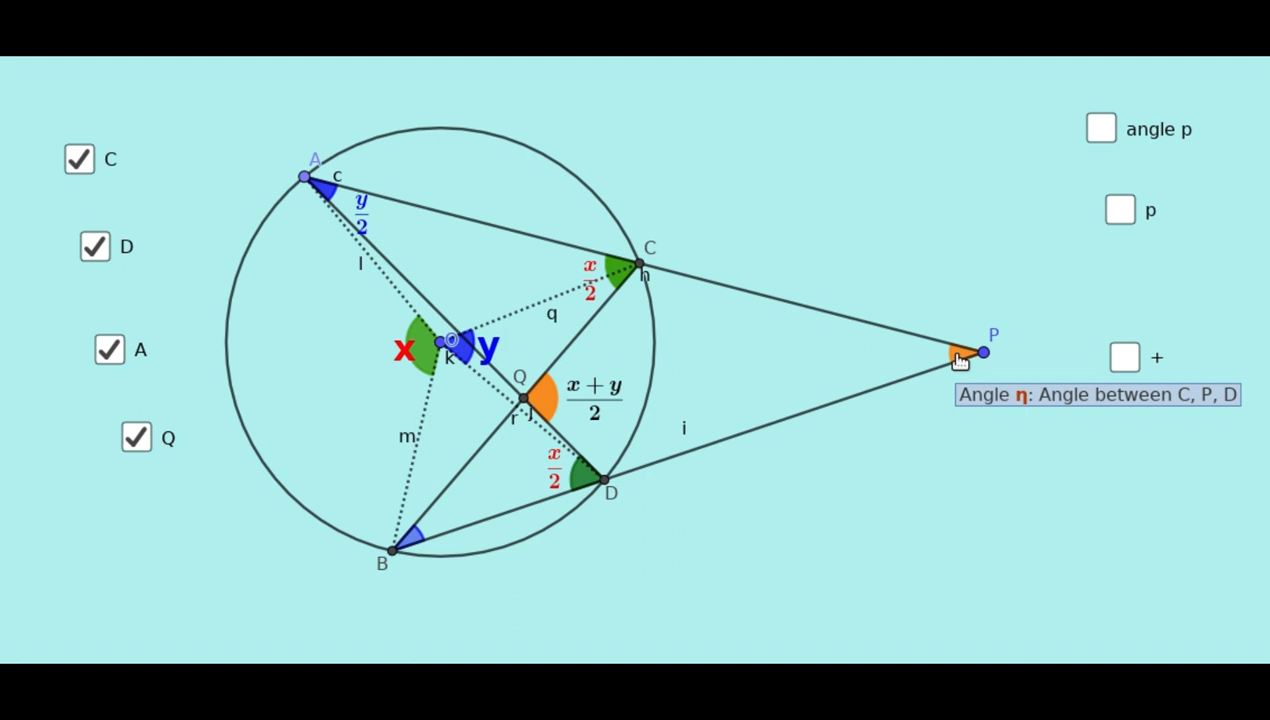 C
D
A
Q
angle p
p
+
A
c
y/2
l
C
h
x/2
q
x
O
k
y
Q
x + y/2
r
j
m
x/2
D
B
i
P
Angle η: Angle between C, P, D